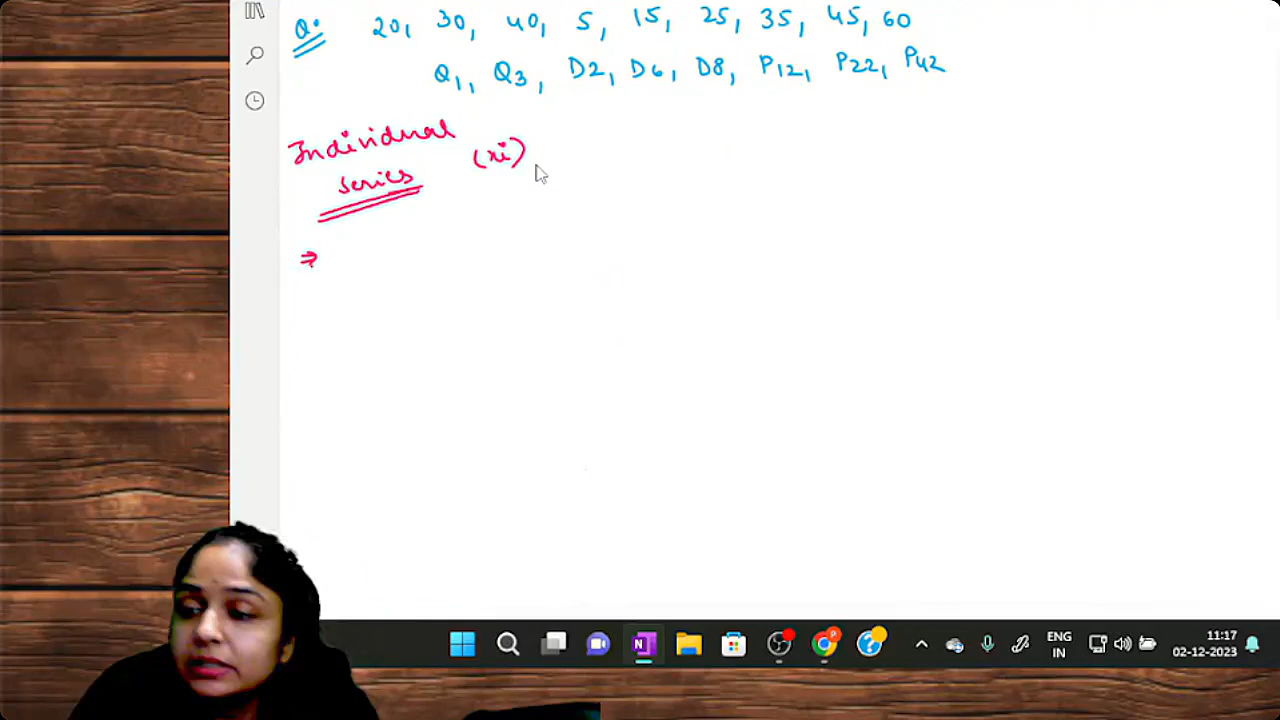 Q: 20, 30, 40, 5, 15, 25, 35, 45, 60
Q1, Q3, D2, D6, D8, P12, P22, P42
Individual
series (xi)
⇒
ENG
IN
11:17
02-12-2023